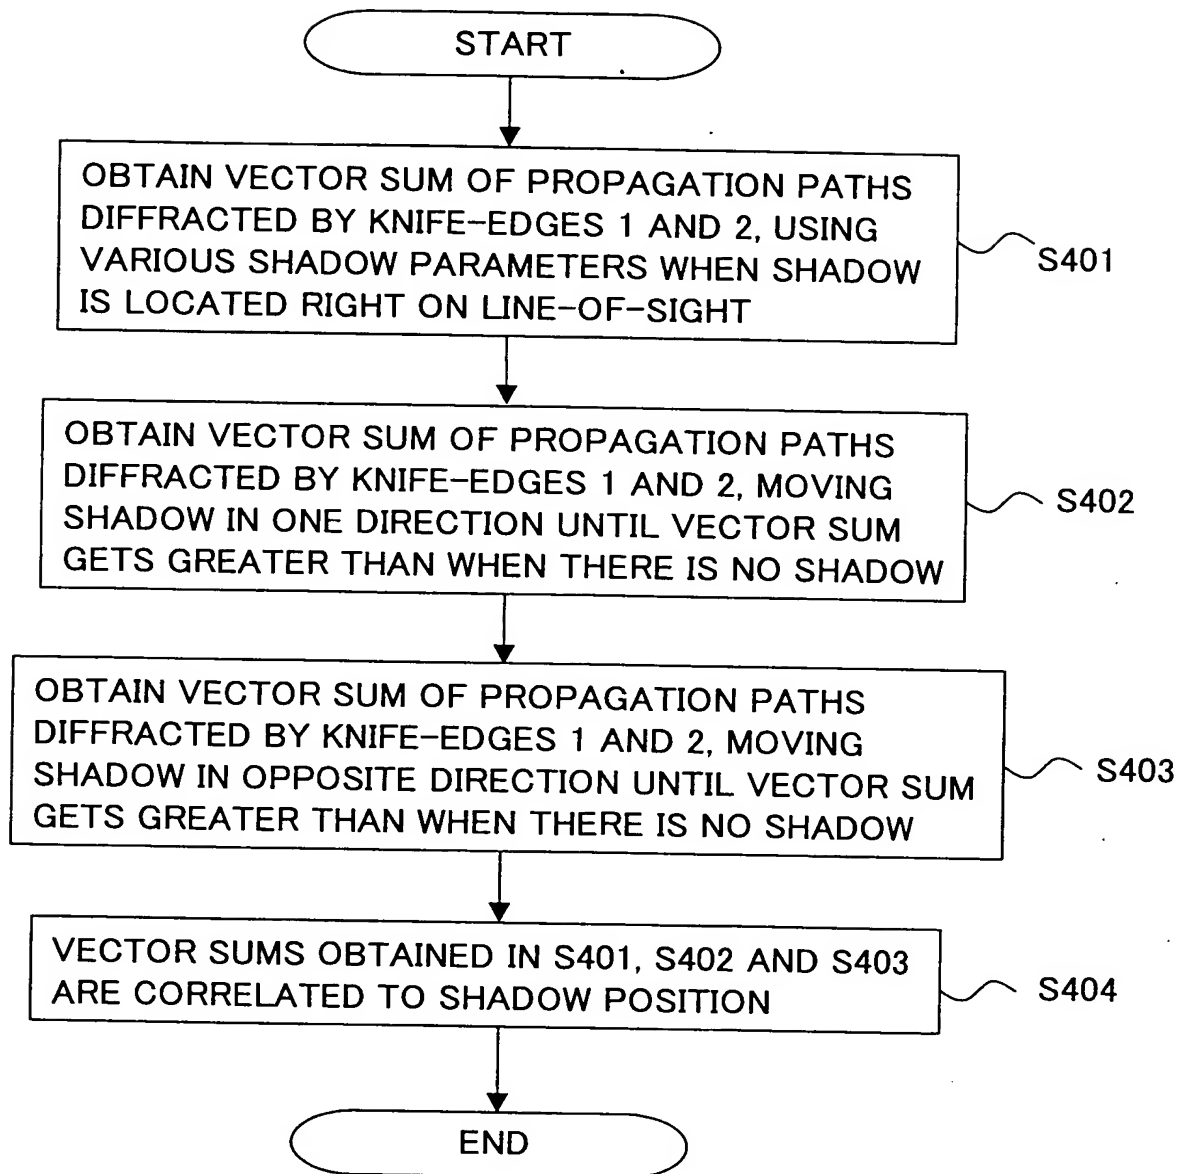 START
OBTAIN VECTOR SUM OF PROPAGATION PATHS
DIFFRACTED BY KNIFE-EDGES 1 AND 2, USING
VARIOUS SHADOW PARAMETERS WHEN SHADOW
IS LOCATED RIGHT ON LINE-OF-SIGHT
S401
OBTAIN VECTOR SUM OF PROPAGATION PATHS
DIFFRACTED BY KNIFE-EDGES 1 AND 2, MOVING
SHADOW IN ONE DIRECTION UNTIL VECTOR SUM
GETS GREATER THAN WHEN THERE IS NO SHADOW
S402
OBTAIN VECTOR SUM OF PROPAGATION PATHS
DIFFRACTED BY KNIFE-EDGES 1 AND 2, MOVING
SHADOW IN OPPOSITE DIRECTION UNTIL VECTOR SUM
GETS GREATER THAN WHEN THERE IS NO SHADOW
S403
VECTOR SUMS OBTAINED IN S401, S402 AND S403
ARE CORRELATED TO SHADOW POSITION
S404
END